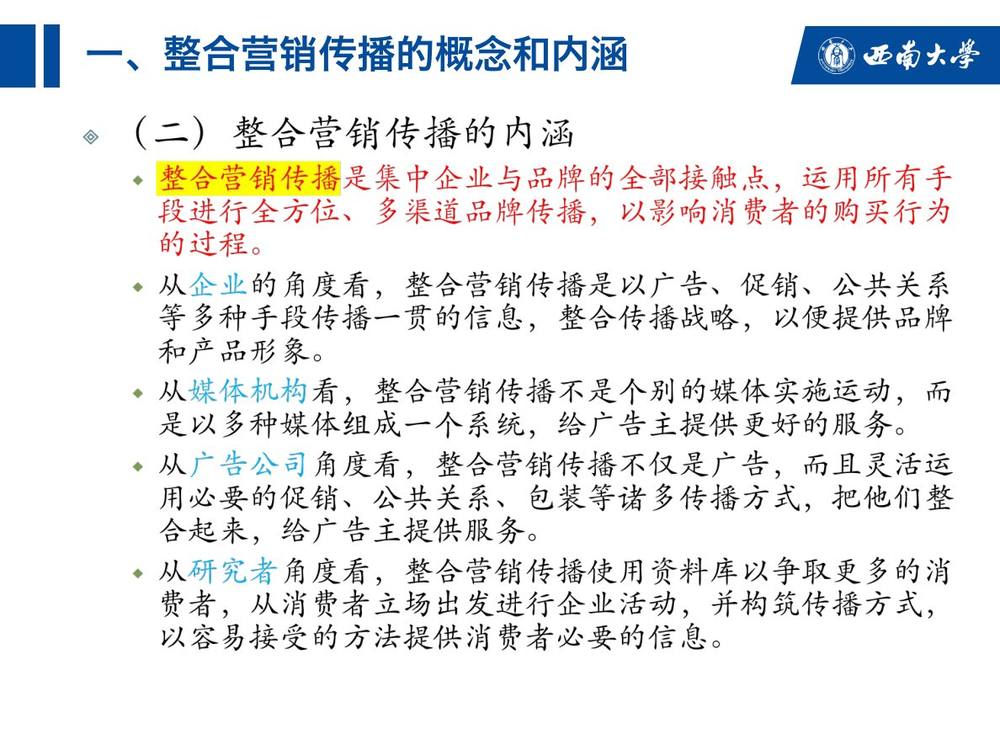 一、整合营销传播的概念和内涵
西南大学
（二）整合营销传播的内涵
整合营销传播是集中企业与品牌的全部接触点，运用所有手
段进行全方位、多渠道品牌传播，以影响消费者的购买行为
的过程。
从企业的角度看，整合营销传播是以广告、促销、公共关系
等多种手段传播一贯的信息，整合传播战略，以便提供品牌
和产品形象。
从媒体机构看，整合营销传播不是个别的媒体实施运动，而
是以多种媒体组成一个系统，给广告主提供更好的服务。
从广告公司角度看，整合营销传播不仅是广告，而且灵活运
用必要的促销、公共关系、包装等诸多传播方式，把他们整
合起来，给广告主提供服务。
从研究者角度看，整合营销传播使用资料库以争取更多的消
费者，从消费者立场出发进行企业活动，并构筑传播方式，
以容易接受的方法提供消费者必要的信息。